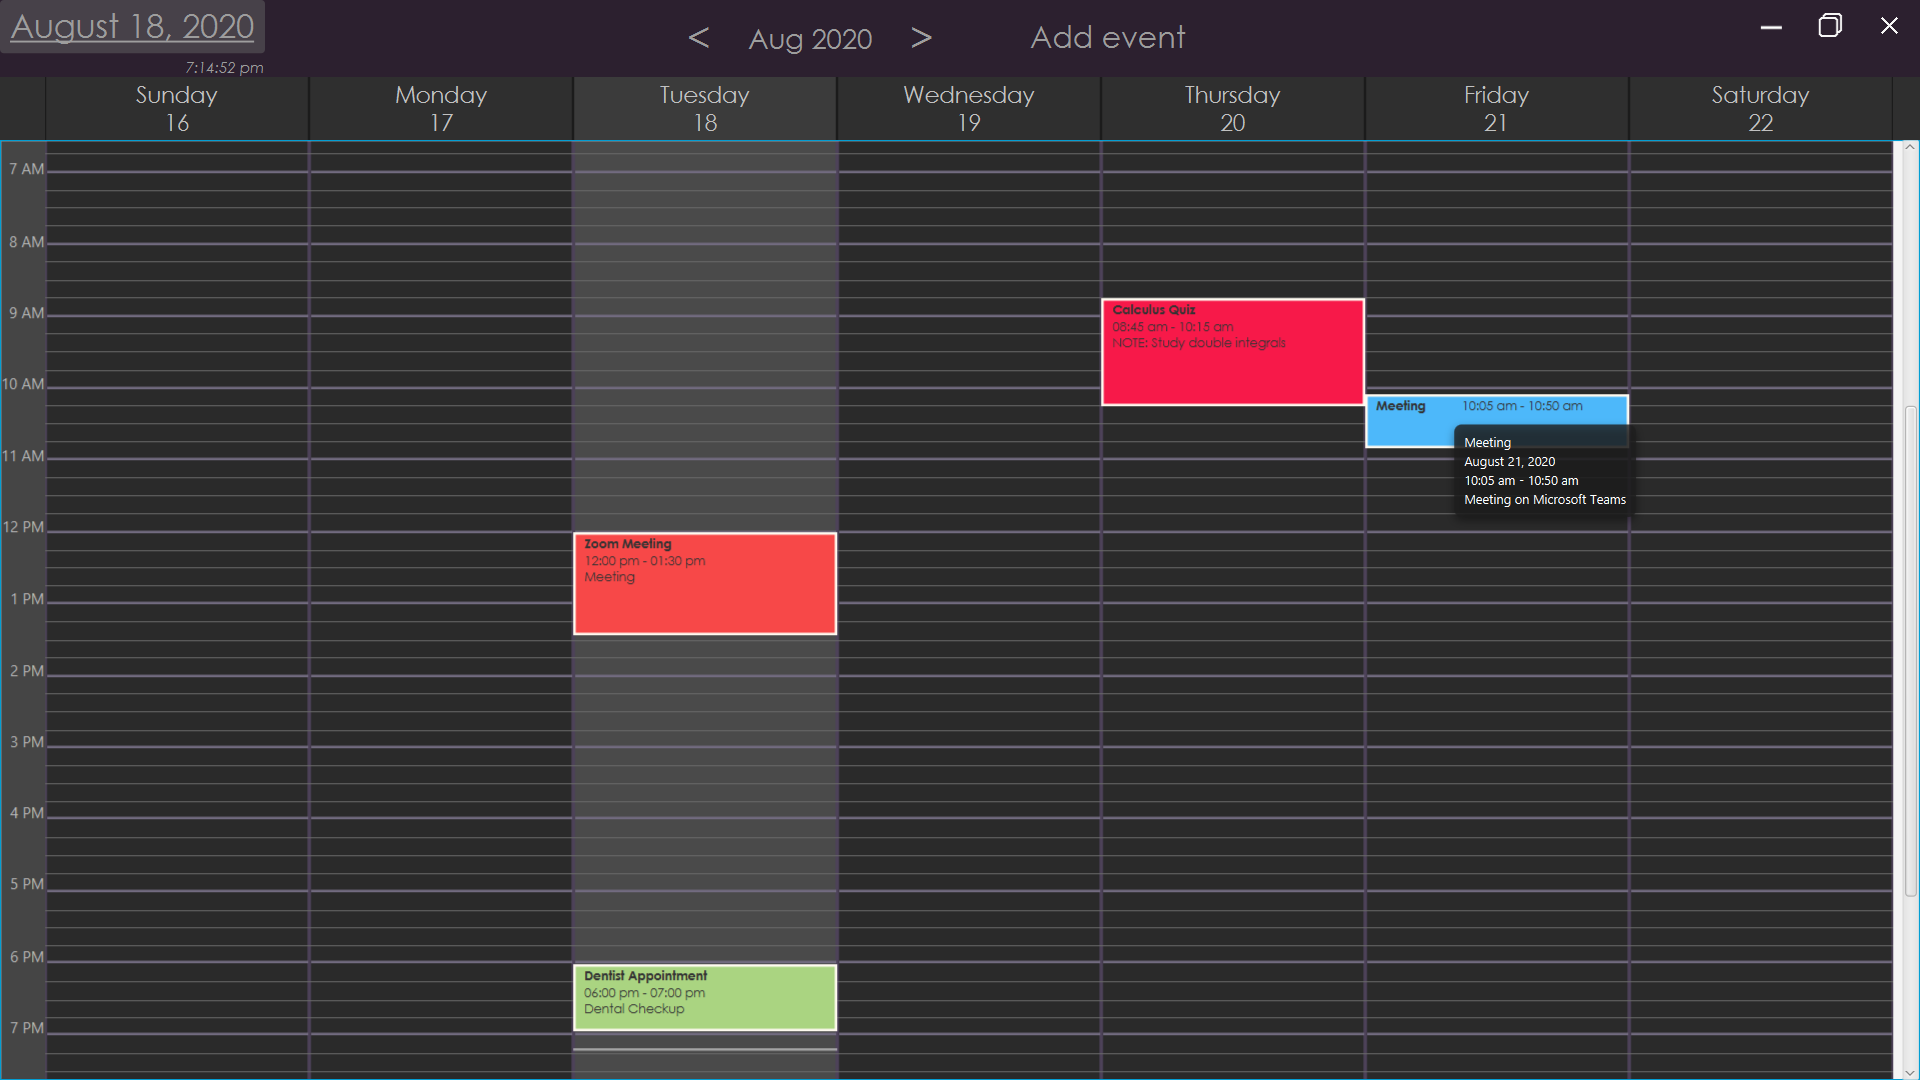 August 18, 2020
7:14:52 pm
< Aug 2020 >
Add event
Sunday
16
Monday
17
Tuesday
18
Wednesday
19
Thursday
20
Friday
21
Saturday
22
7 AM
8 AM
9 AM
10 AM
11 AM
12 PM
1 PM
2 PM
3 PM
4 PM
5 PM
6 PM
7 PM
Zoom Meeting
12:00 pm - 01:30 pm
Meeting
Dentist Appointment
06:00 pm - 07:00 pm
Dental Checkup
Calculus Quiz
08:45 am - 10:15 am
NOTE: Study double integrals
Meeting 10:05 am - 10:50 am
Meeting
August 21, 2020
10:05 am - 10:50 am
Meeting on Microsoft Teams